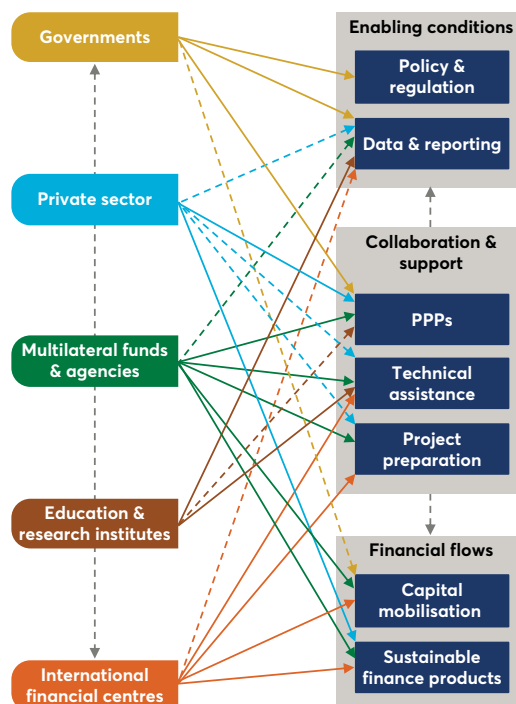 Governments
Private sector
Multilateral funds
& agencies
Education &
research institutes
International
financial centres
Enabling conditions
Policy &
regulation
Data & reporting
Collaboration &
support
PPPs
Technical
assistance
Project
preparation
Financial flows
Capital
mobilisation
Sustainable
finance products